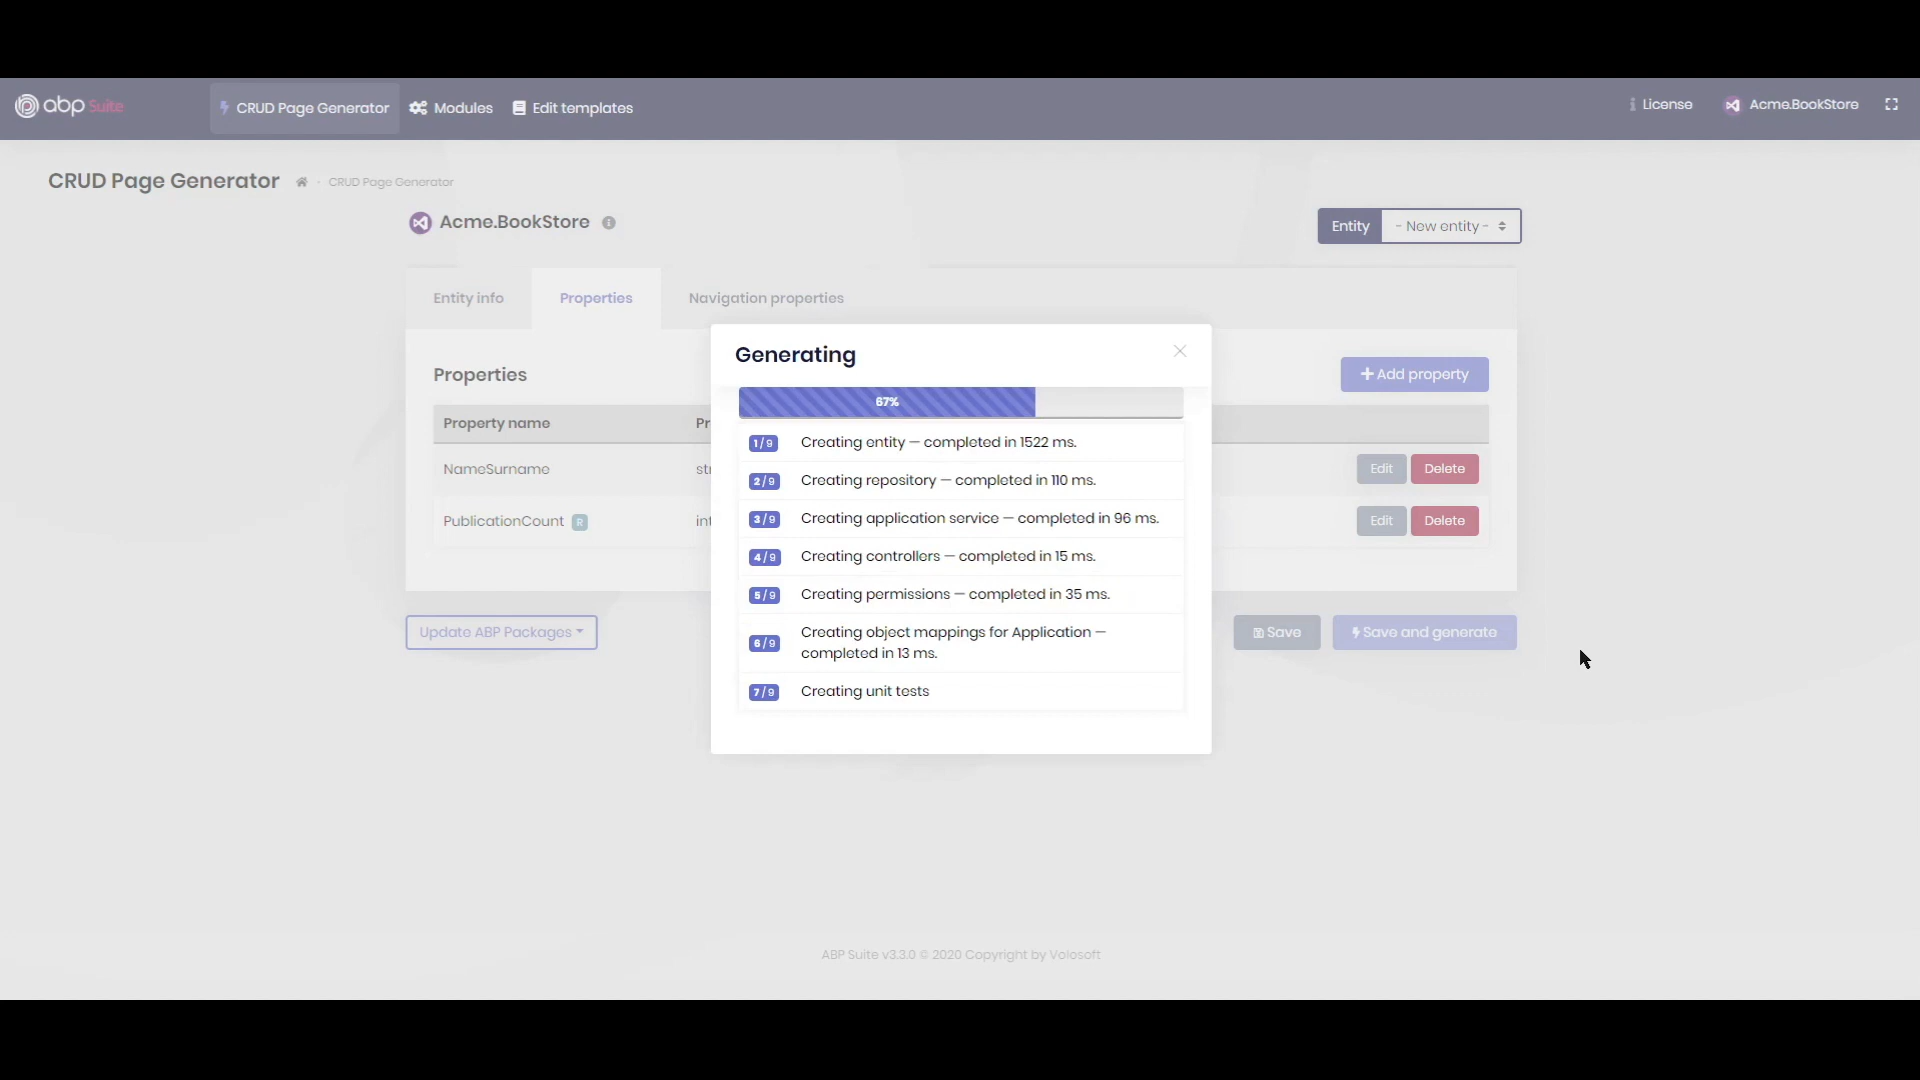 abp Suite
CRUD Page Generator
Modules
Edit templates
License
Acme.BookStore
CRUD Page Generator
CRUD Page Generator
Acme.BookStore
Entity
- New entity -
Entity info
Properties
Navigation properties
Generating
67%
1 / 9 Creating entity — completed in 1522 ms.
2 / 9 Creating repository — completed in 110 ms.
3 / 9 Creating application service — completed in 96 ms.
4 / 9 Creating controllers — completed in 15 ms.
5 / 9 Creating permissions — completed in 35 ms.
6 / 9 Creating object mappings for Application —
completed in 13 ms.
7 / 9 Creating unit tests
Properties
Add property
Property name
Pr
NameSurname
str
Edit
Delete
PublicationCount R
int
Edit
Delete
Update ABP Packages
Save
Save and generate
ABP Suite v3.3.0 © 2020 Copyright by Volosoft